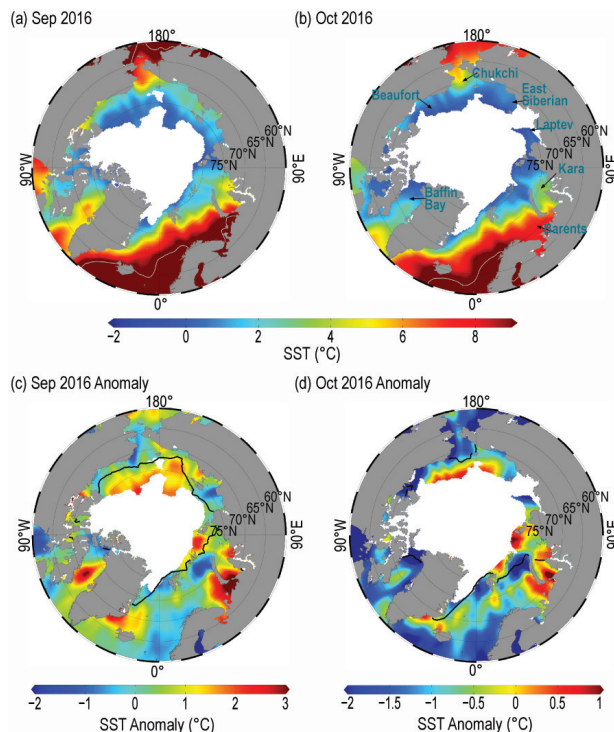 (a) Sep 2016
(b) Oct 2016
180°
180°
Chukchi
Beaufort
East
Siberian
Laptev
60°N
60°N
70°N
70°N
75°N
75°N
90°W
90°E
90°W
90°E
Kara
Baffin
Bay
Barents
0°
0°
−2 0 2 4 6 8
SST (°C)
(c) Sep 2016 Anomaly
(d) Oct 2016 Anomaly
180°
180°
60°N
60°N
65°N
65°N
70°N
70°N
75°N
75°N
90°W
90°E
90°W
90°E
0°
0°
−2 −1 0 1 2 3
−2 −1.5 −1 −0.5 0 0.5 1
SST Anomaly (°C)
SST Anomaly (°C)